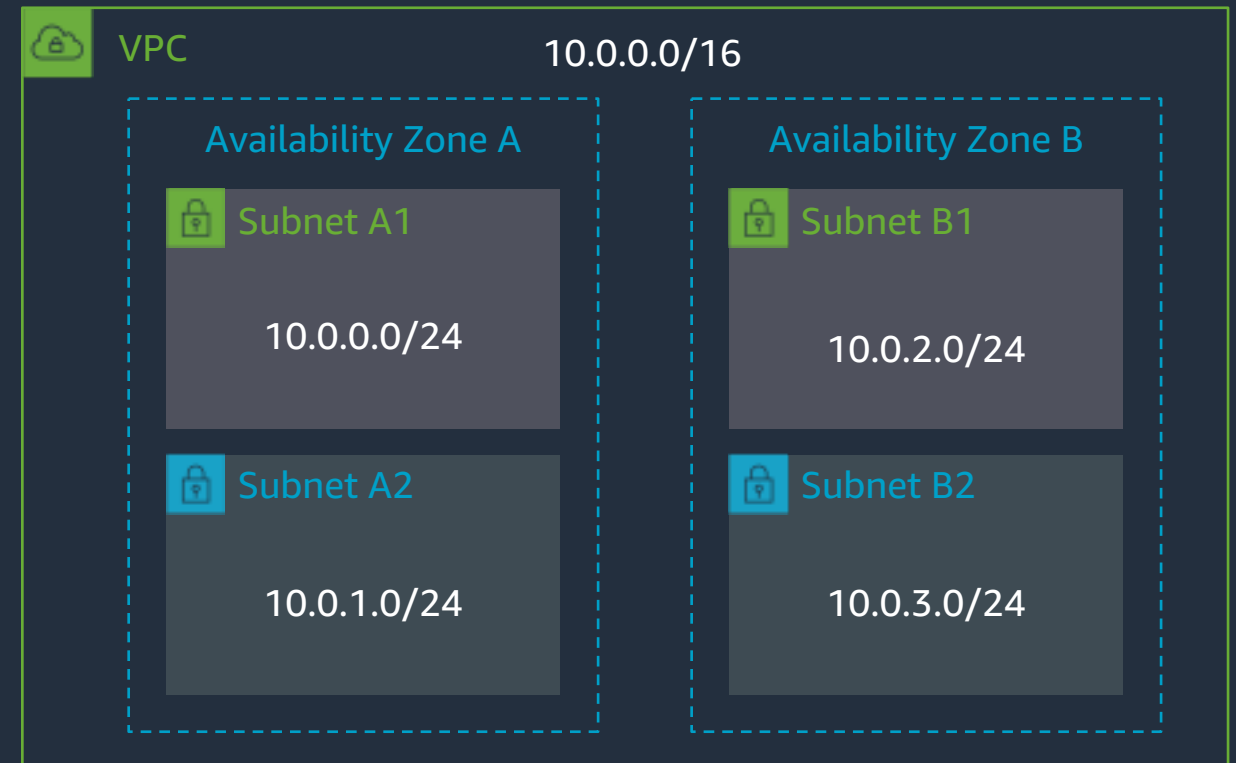 VPC
10.0.0.0/16
Availability Zone A
Subnet A1
10.0.0.0/24
Subnet A2
10.0.1.0/24
Availability Zone B
Subnet B1
10.0.2.0/24
Subnet B2
10.0.3.0/24